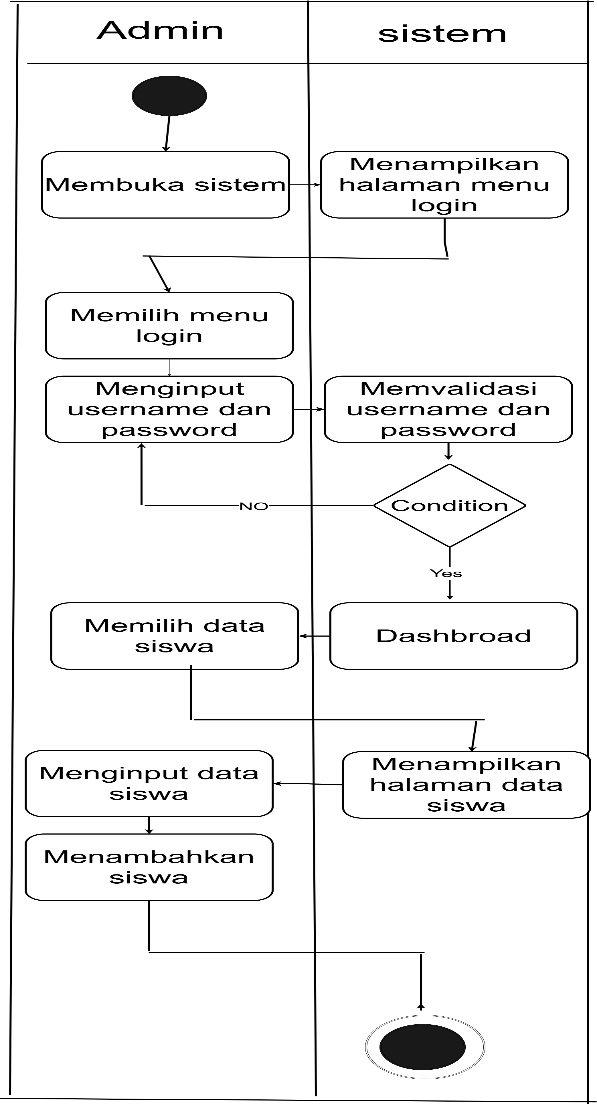 Admin
sistem
Membuka sistem
Menampilkan
halaman menu
login
Memilih menu
login
Menginput
username dan
password
Memvalidasi
username dan
password
Condition
NO
Yes
Dashbroad
Memilih data
siswa
Menampilkan
halaman data
siswa
Menginput data
siswa
Menambahkan
siswa